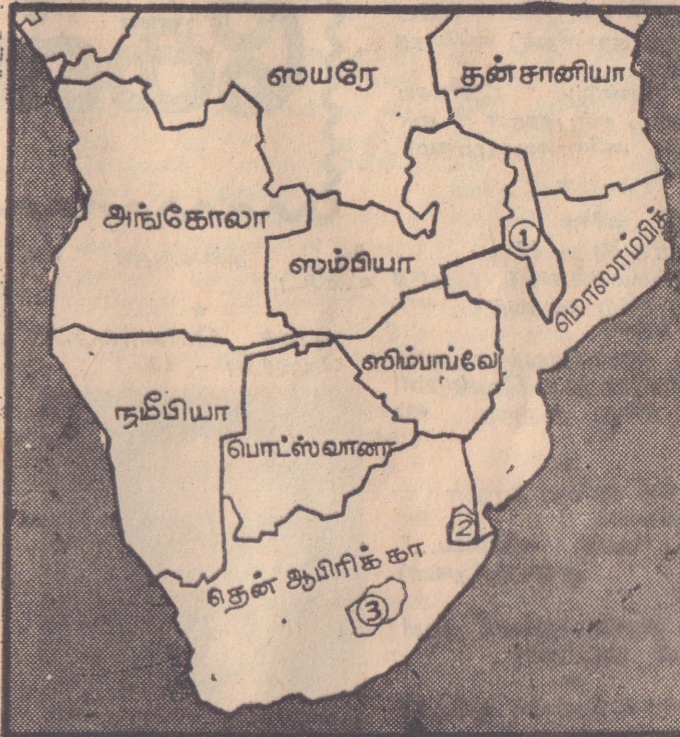 ஸயரே
தன்சானியா
அங்கோலா
ஸம்பியா
1
மொஸாம்பிக்
ஸிம்பாப்வே
நமீபியா
பொட்ஸ்வானா
2
தென் ஆபிரிக்கா
3